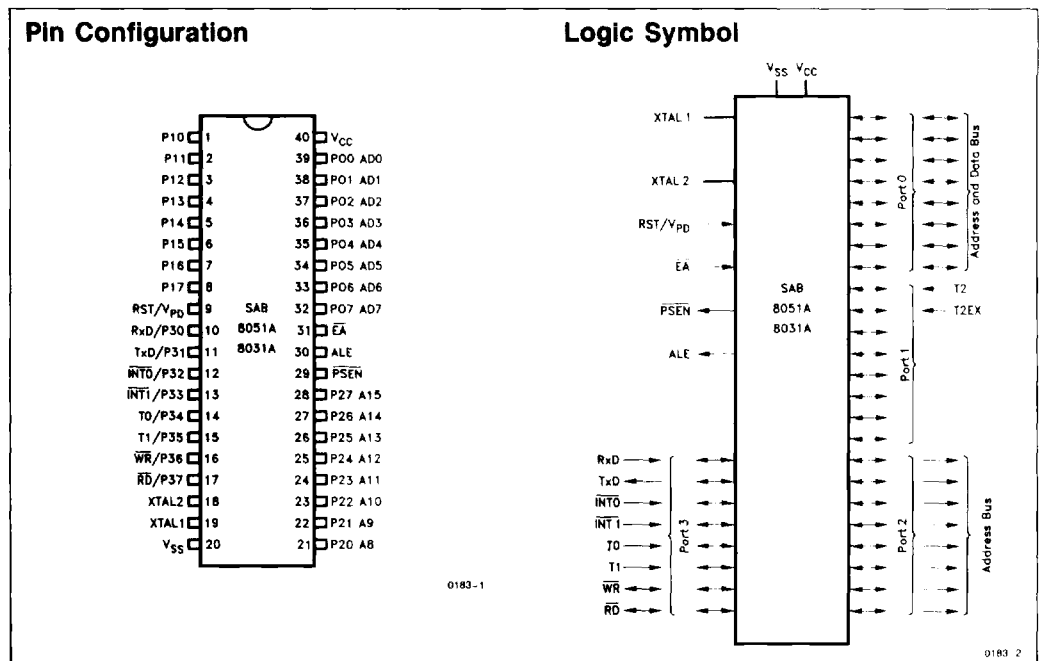 Pin Configuration
P10 1
P11 2
P12 3
P13 4
P14 5
P15 6
P16 7
P17 8
RST/VPD 9
RxD/P30 10
TxD/P31 11
INT0/P32 12
INT1/P33 13
T0/P34 14
T1/P35 15
WR/P36 16
RD/P37 17
XTAL2 18
XTAL1 19
VSS 20
SAB
8051A
8031A
40 VCC
39 P00 AD0
38 P01 AD1
37 P02 AD2
36 P03 AD3
35 P04 AD4
34 P05 AD5
33 P06 AD6
32 P07 AD7
31 EA
30 ALE
29 PSEN
28 P27 A15
27 P26 A14
26 P25 A13
25 P24 A12
24 P23 A11
23 P22 A10
22 P21 A9
21 P20 A8
0183-1
Logic Symbol
VSS VCC
XTAL 1
XTAL 2
RST/VPD
EA
PSEN
ALE
RxD
TxD
INT0
INT 1
T0
T1
WR
RD
Port 3
SAB
8051A
8031A
Port 0
Address and Data Bus
T2
T2EX
Port 1
Port 2
Address Bus
0183 2